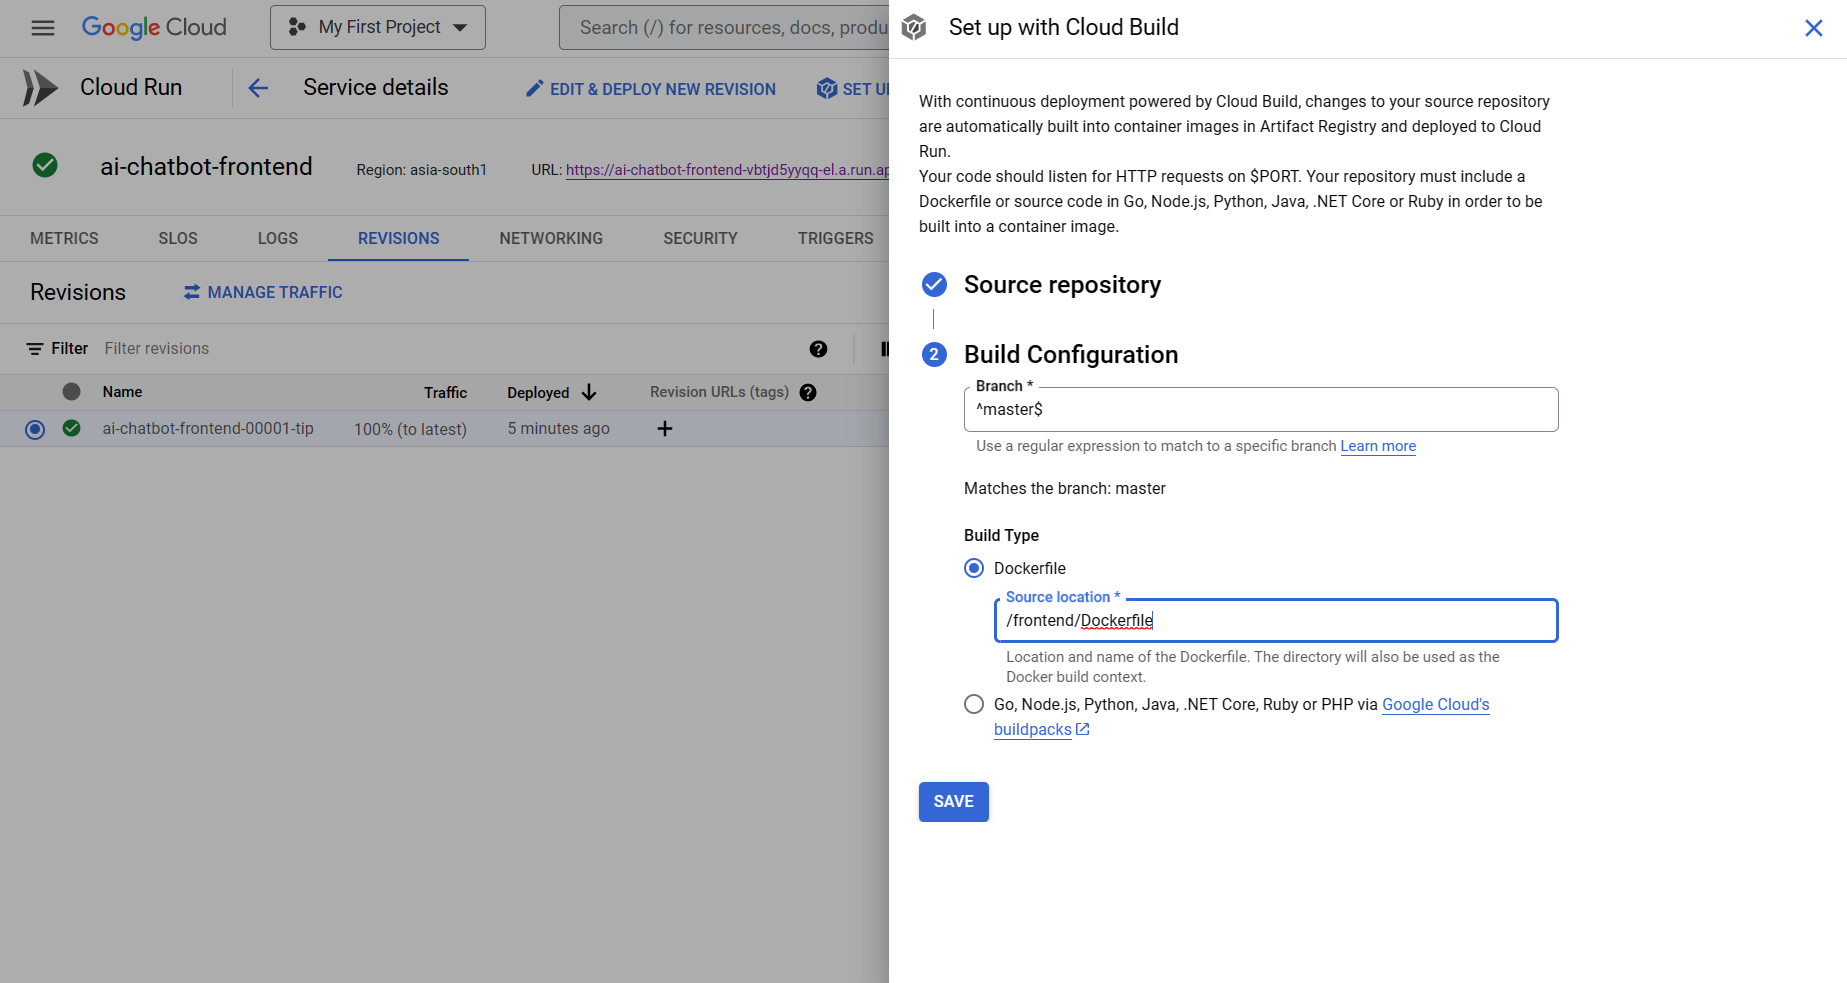 Google Cloud
My First Project
Search (/) for resources, docs, produ
Cloud Run
Service details
EDIT & DEPLOY NEW REVISION
SET U
ai-chatbot-frontend
Region: asia-south1
URL: https://ai-chatbot-frontend-vbtjd5yyqq-el.a.run.ap
METRICS
SLOS
LOGS
REVISIONS
NETWORKING
SECURITY
TRIGGERS
Revisions
MANAGE TRAFFIC
Filter
Filter revisions
Name
Traffic
Deployed
Revision URLs (tags)
ai-chatbot-frontend-00001-tip
100% (to latest)
5 minutes ago
Set up with Cloud Build
With continuous deployment powered by Cloud Build, changes to your source repository
are automatically built into container images in Artifact Registry and deployed to Cloud
Run.
Your code should listen for HTTP requests on $PORT. Your repository must include a
Dockerfile or source code in Go, Node.js, Python, Java, .NET Core or Ruby in order to be
built into a container image.
Source repository
2
Build Configuration
Branch *
^master$
Use a regular expression to match to a specific branch Learn more
Matches the branch: master
Build Type
Dockerfile
Source location *
/frontend/Dockerfile
Location and name of the Dockerfile. The directory will also be used as the
Docker build context.
Go, Node.js, Python, Java, .NET Core, Ruby or PHP via Google Cloud's
buildpacks
SAVE